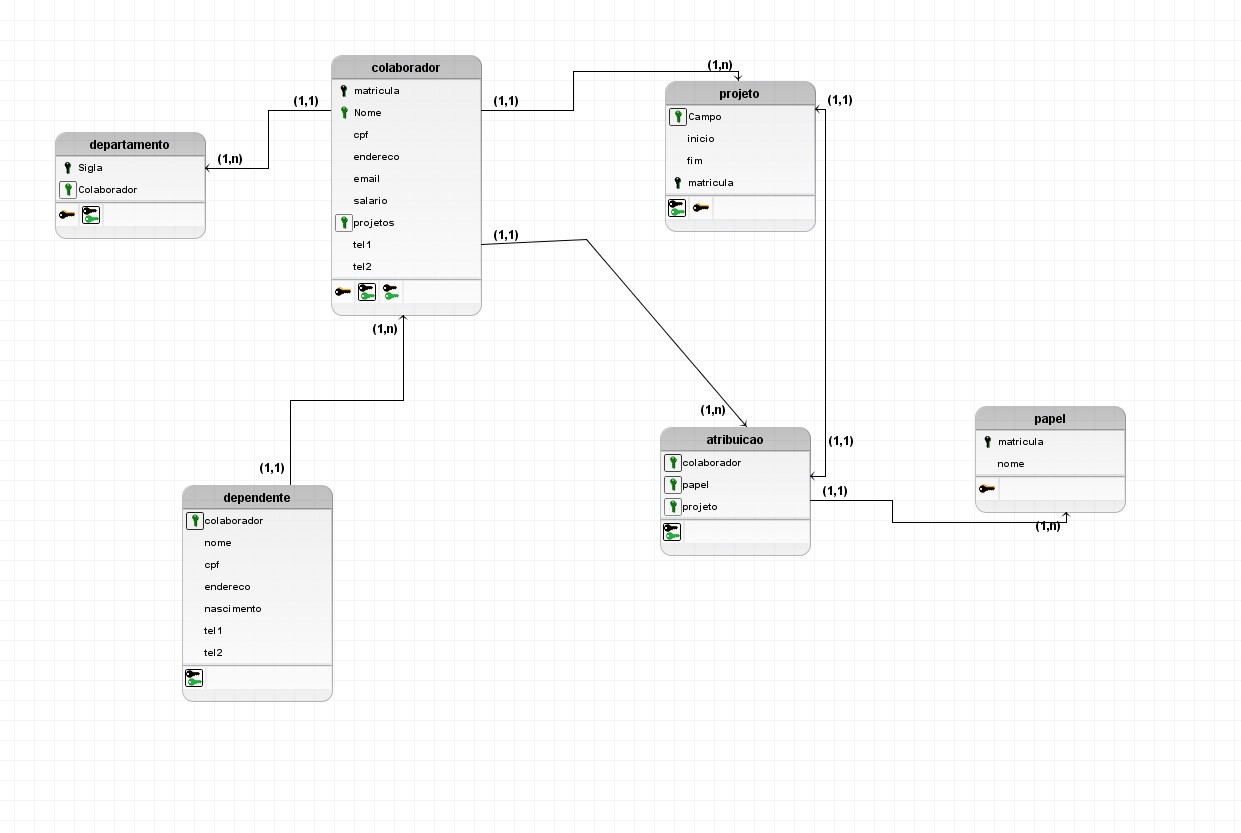 colaborador
matricula
Nome
cpf
endereco
email
salario
projetos
tel1
tel2
(1,1)
(1,n)
departamento
Sigla
Colaborador
(1,1)
(1,n)
projeto
Campo
inicio
fim
matricula
(1,1)
(1,1)
(1,1)
(1,n)
atribuicao
colaborador
papel
projeto
(1,1)
(1,n)
papel
matricula
nome
(1,n)
(1,1)
dependente
colaborador
nome
cpf
endereco
nascimento
tel1
tel2